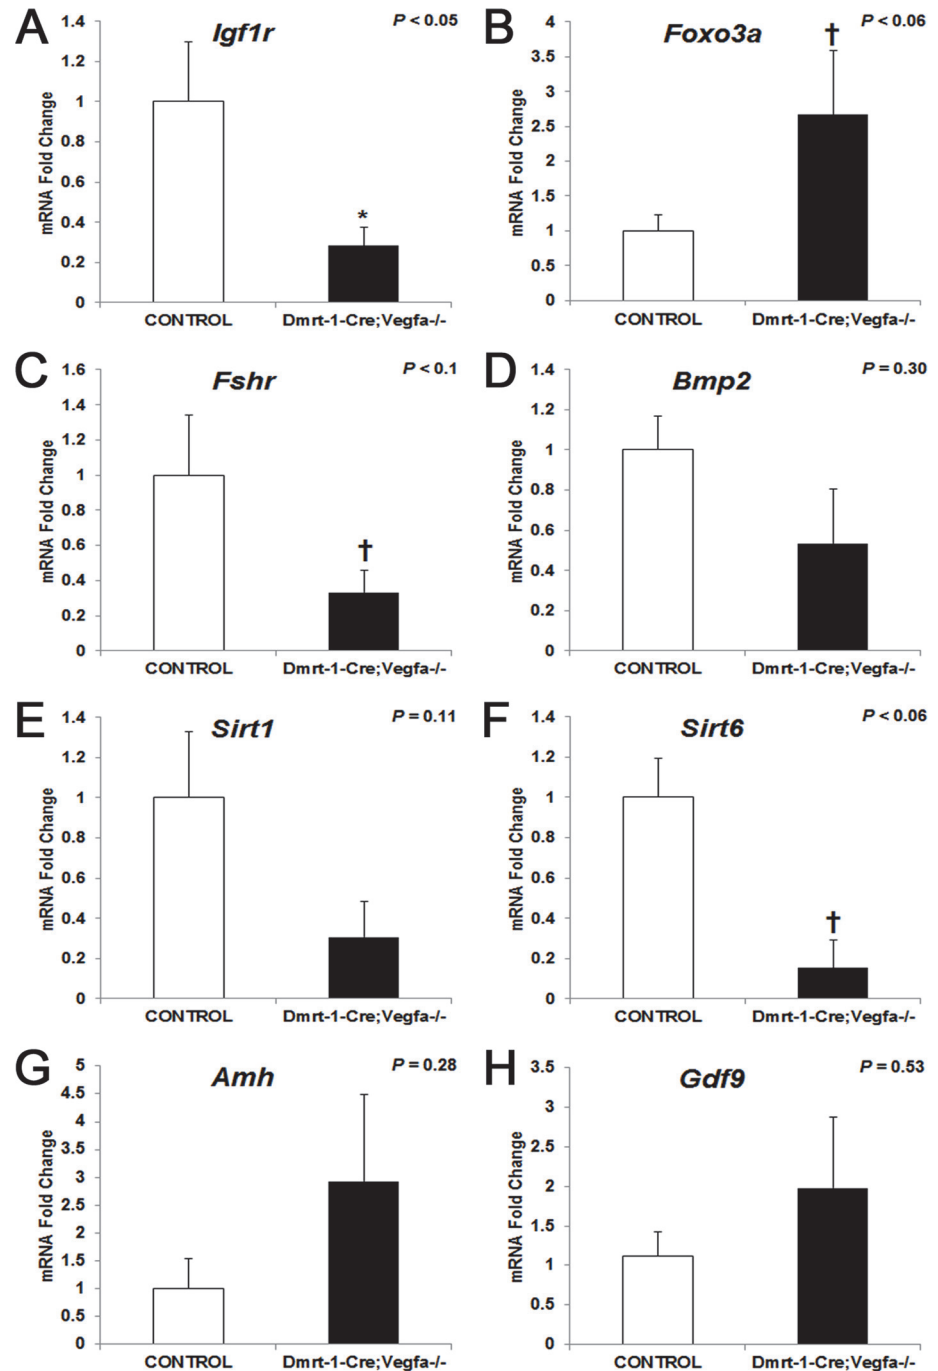 A
Igf1r
P < 0.05
mRNA Fold Change
1.4
1.2
1
0.8
0.6
0.4
0.2
0
*
CONTROL
Dmrt-1-Cre;Vegfa-/-
B
Foxo3a
P < 0.06
mRNA Fold Change
4.5
4
3.5
3
2.5
2
1.5
1
0.5
0
†
CONTROL
Dmrt-1-Cre;Vegfa-/-
C
Fshr
P < 0.1
mRNA Fold Change
1.6
1.4
1.2
1
0.8
0.6
0.4
0.2
0
†
CONTROL
Dmrt-1-Cre;Vegfa-/-
D
Bmp2
P = 0.30
mRNA Fold Change
1.4
1.2
1
0.8
0.6
0.4
0.2
0
CONTROL
Dmrt-1-Cre;Vegfa-/-
E
Sirt1
P = 0.11
mRNA Fold Change
1.4
1.2
1
0.8
0.6
0.4
0.2
0
CONTROL
Dmrt-1-Cre;Vegfa-/-
F
Sirt6
P < 0.06
mRNA Fold Change
1.4
1.2
1
0.8
0.6
0.4
0.2
0
†
CONTROL
Dmrt-1-Cre;Vegfa-/-
G
Amh
P = 0.28
mRNA Fold Change
5
4.5
4
3.5
3
2.5
2
1.5
1
0.5
0
CONTROL
Dmrt-1-Cre;Vegfa-/-
H
Gdf9
P = 0.53
mRNA Fold Change
3.5
3
2.5
2
1.5
1
0.5
0
CONTROL
Dmrt-1-Cre;Vegfa-/-